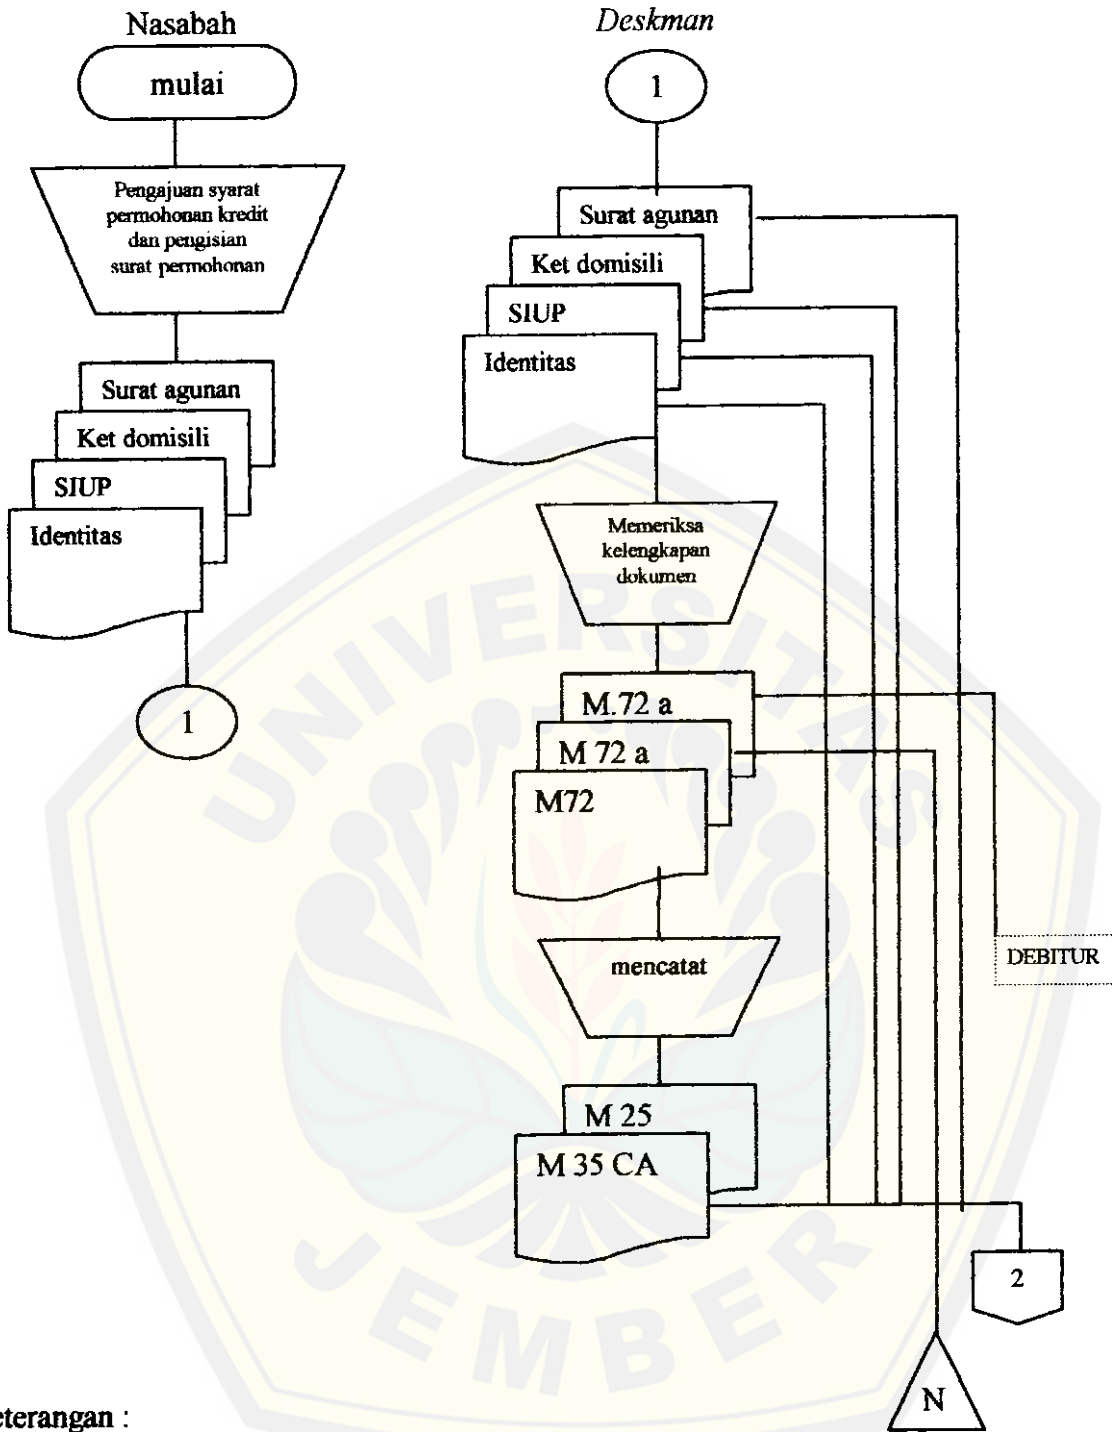 Nasabah
mulai
Pengajuan syarat
permohonan kredit
dan pengisian
surat permohonan
Surat agunan
Ket domisili
SIUP
Identitas
1
Deskman
1
Surat agunan
Ket domisili
SIUP
Identitas
Memeriksa
kelengkapan
dokumen
M.72 a
M 72 a
M72
mencatat
DEBITUR
M 25
M 35 CA
2
N
eterangan :
UNIVERSITAS
JEMBER